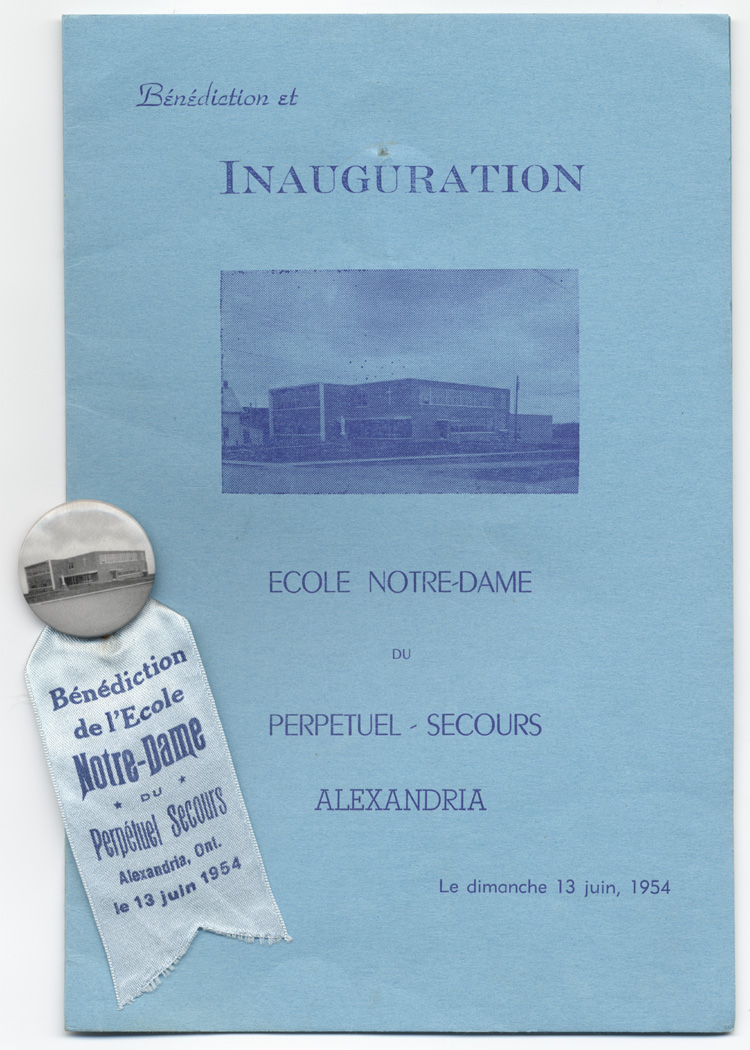 Bénédiction et
INAUGURATION
ECOLE NOTRE-DAME
DU
PERPETUEL - SECOURS
ALEXANDRIA
Le dimanche 13 juin, 1954
Bénédiction
de l'Ecole
Notre-Dame
* DU *
Perpétuel Secours
Alexandria, Ont.
le 13 juin 1954